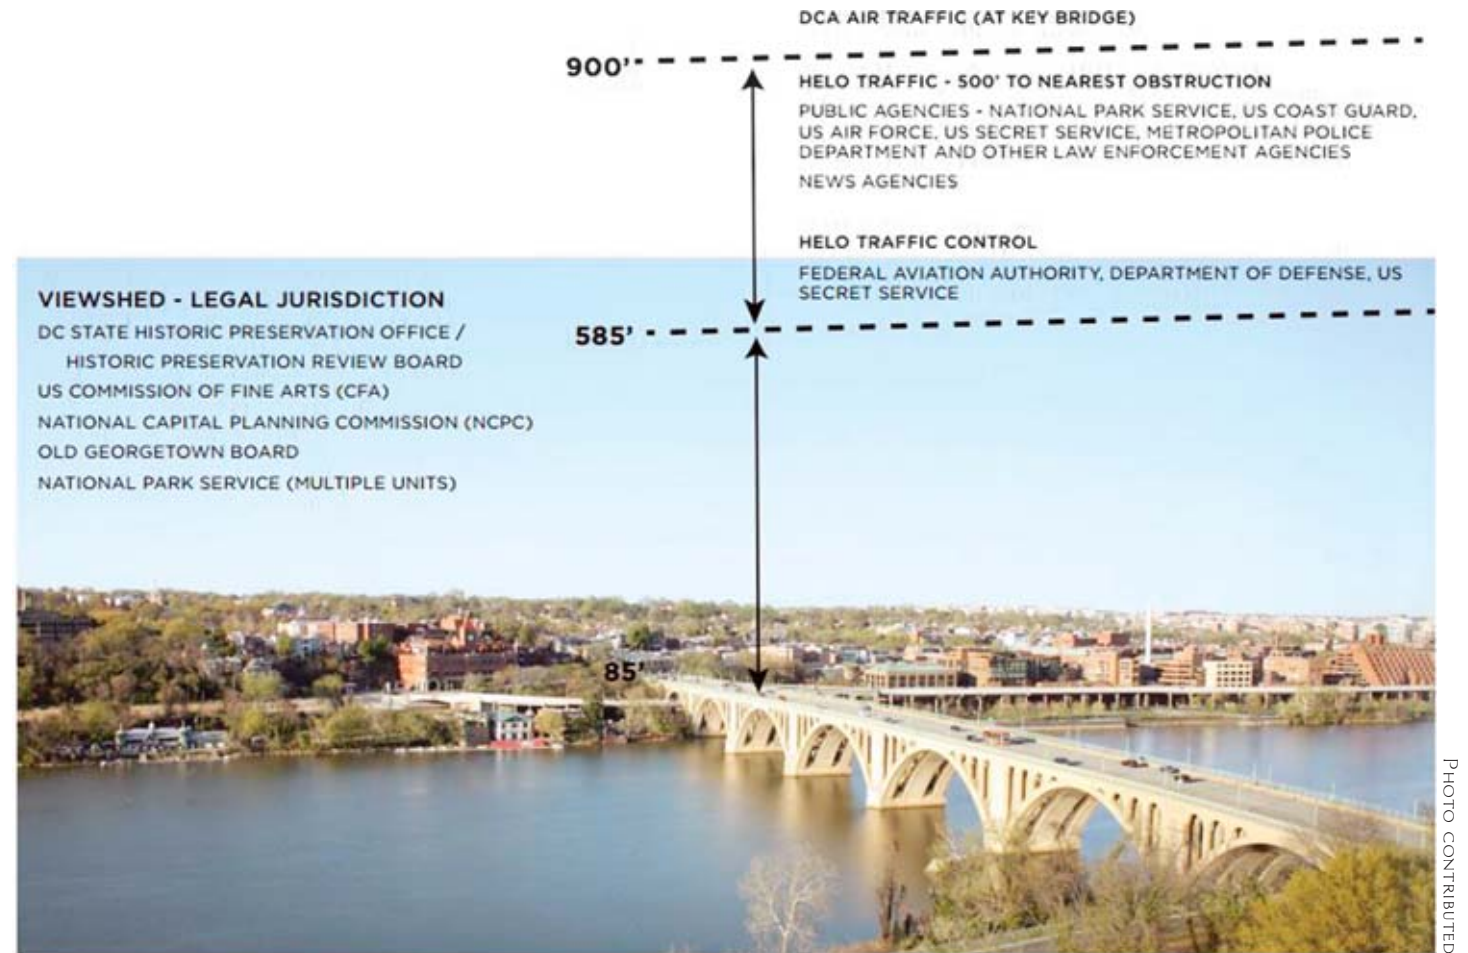 DCA AIR TRAFFIC (AT KEY BRIDGE)
900'
HELO TRAFFIC - 500' TO NEAREST OBSTRUCTION
PUBLIC AGENCIES - NATIONAL PARK SERVICE, US COAST GUARD,
US AIR FORCE, US SECRET SERVICE, METROPOLITAN POLICE
DEPARTMENT AND OTHER LAW ENFORCEMENT AGENCIES
NEWS AGENCIES
HELO TRAFFIC CONTROL
FEDERAL AVIATION AUTHORITY, DEPARTMENT OF DEFENSE, US
SECRET SERVICE
VIEWSHED - LEGAL JURISDICTION
DC STATE HISTORIC PRESERVATION OFFICE /
HISTORIC PRESERVATION REVIEW BOARD
US COMMISSION OF FINE ARTS (CFA)
NATIONAL CAPITAL PLANNING COMMISSION (NCPC)
OLD GEORGETOWN BOARD
NATIONAL PARK SERVICE (MULTIPLE UNITS)
585'
85'
PHOTO CONTRIBUTED